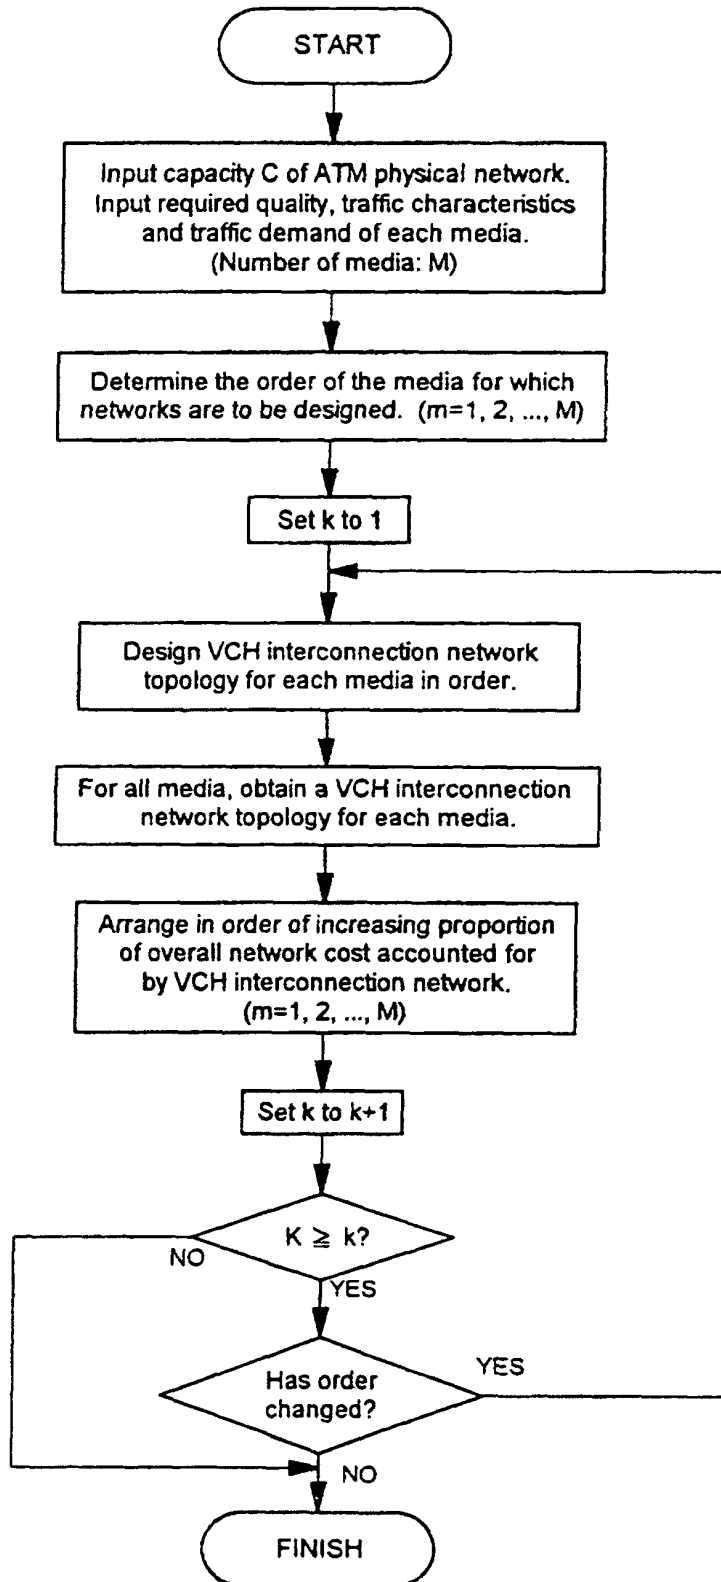 START
Input capacity C of ATM physical network.
Input required quality, traffic characteristics
and traffic demand of each media.
(Number of media: M)
Determine the order of the media for which
networks are to be designed. (m=1, 2, ..., M)
Set k to 1
Design VCH interconnection network
topology for each media in order.
For all media, obtain a VCH interconnection
network topology for each media.
Arrange in order of increasing proportion
of overall network cost accounted for
by VCH interconnection network.
(m=1, 2, ..., M)
Set k to k+1
K ≧ k?
NO
YES
Has order
changed?
YES
NO
FINISH